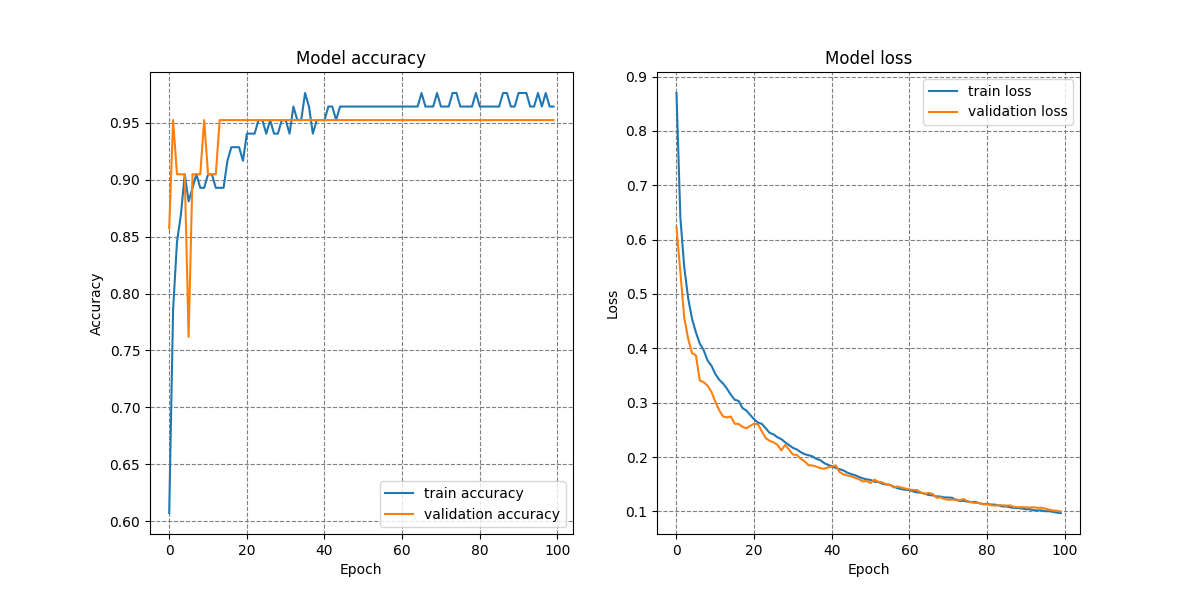 Model accuracy
Accuracy
0.95
0.90
0.85
0.80
0.75
0.70
0.65
0.60
train accuracy
validation accuracy
0 20 40 60 80 100
Epoch
Model loss
Loss
0.9
0.8
0.7
0.6
0.5
0.4
0.3
0.2
0.1
train loss
validation loss
0 20 40 60 80 100
Epoch